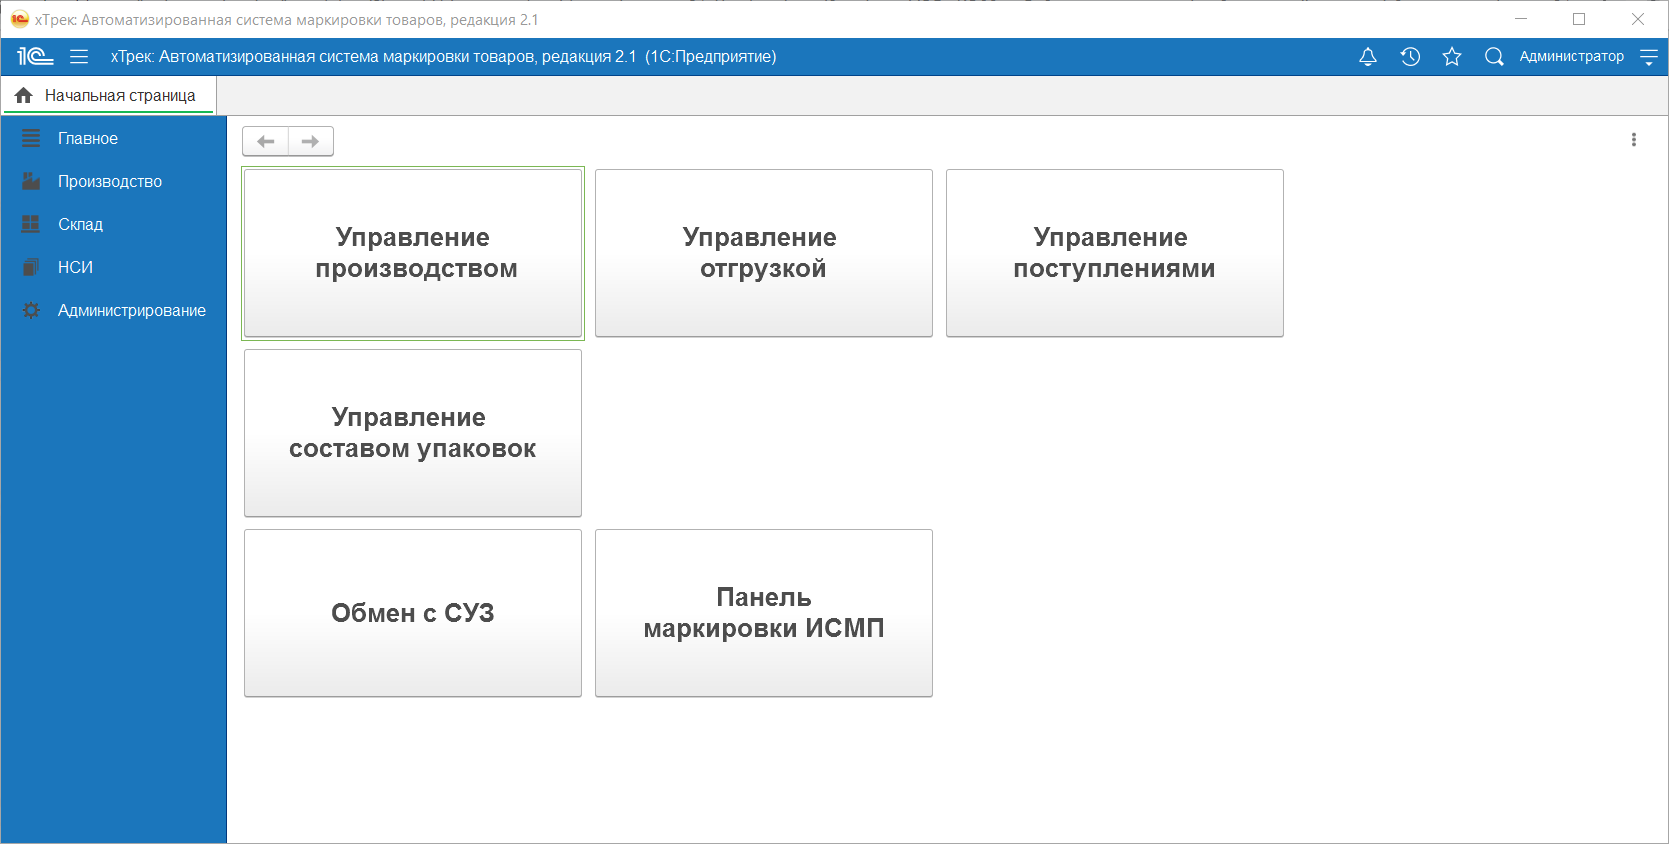 хТрек: Автоматизированная система маркировки товаров, редакция 2.1
1С
хТрек: Автоматизированная система маркировки товаров, редакция 2.1 (1С:Предприятие)
Администратор
Начальная страница
Главное
Производство
Склад
НСИ
Администрирование
Управление
производством
Управление
отгрузкой
Управление
поступлениями
Управление
составом упаковок
Обмен с СУЗ
Панель
маркировки ИСМП